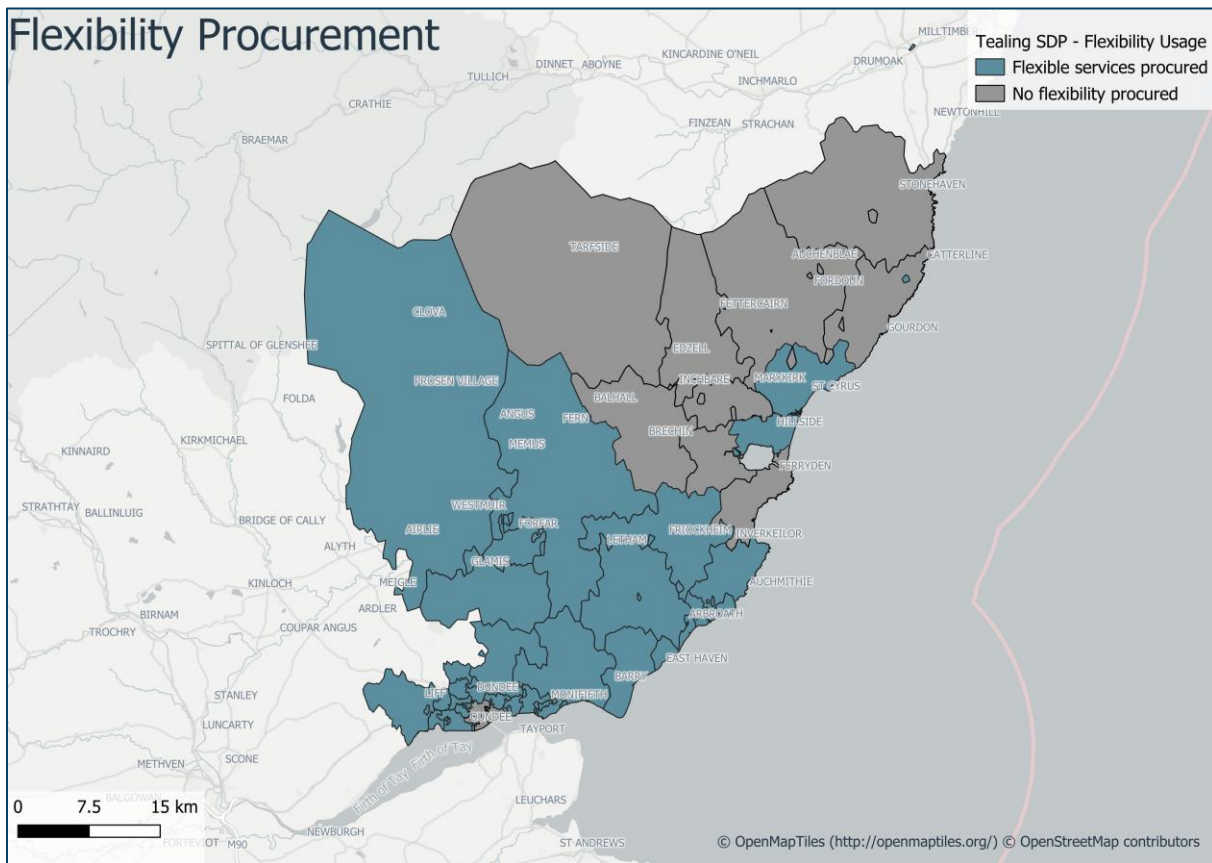 Flexibility Procurement
Tealing SDP - Flexibility Usage
Flexible services procured
No flexibility procured
MILLTIMBER
KINCARDINE O'NEIL
DRUMOAK
DINNET
ABOYNE
TULLICH
INCHMARLO
CRATHIE
NEWTONHILL
FINZEAN
STRACHAN
BRAEMAR
STONEHAVEN
TARFSIDE
AUCHENBLAE
CATTERLINE
FORDOUN
FETTERCAIRN
CLOVA
GOURDON
SPITTAL OF GLENSHEE
EDZELL
PROSEN VILLAGE
INCHBARE
MARYKIRK
ST CYRUS
FOLDA
BALHALL
ANGUS
FERN
HILLSIDE
BRECHIN
KIRKMICHAEL
MEMUS
KINNAIRD
FERRYDEN
STRATHTAY
BALLINLUIG
WESTMUIR
BRIDGE OF CALLY
AIRLIE
FORFAR
FRIOCKHEIM
INVERKEILOR
LETHAM
ALYTH
GLAMIS
KINLOCH
MEIGLE
AUCHMITHIE
ARDLER
BIRNAM
ARBROATH
TROCHRY
COUPAR ANGUS
EAST HAVEN
BARRY
STANLEY
LIFF
DUNDEE
MONIFIETH
LUNCARTY
DUNDEE
TAYPORT
SCONE
METHVEN
Firth of Tay
Firth of Tay
0 7.5 15 km
BALGOWAN
LEUCHARS
NEWBURGH
FORTEVIOT
M90
ST ANDREWS
© OpenMapTiles (http://openmaptiles.org/) © OpenStreetMap contributors